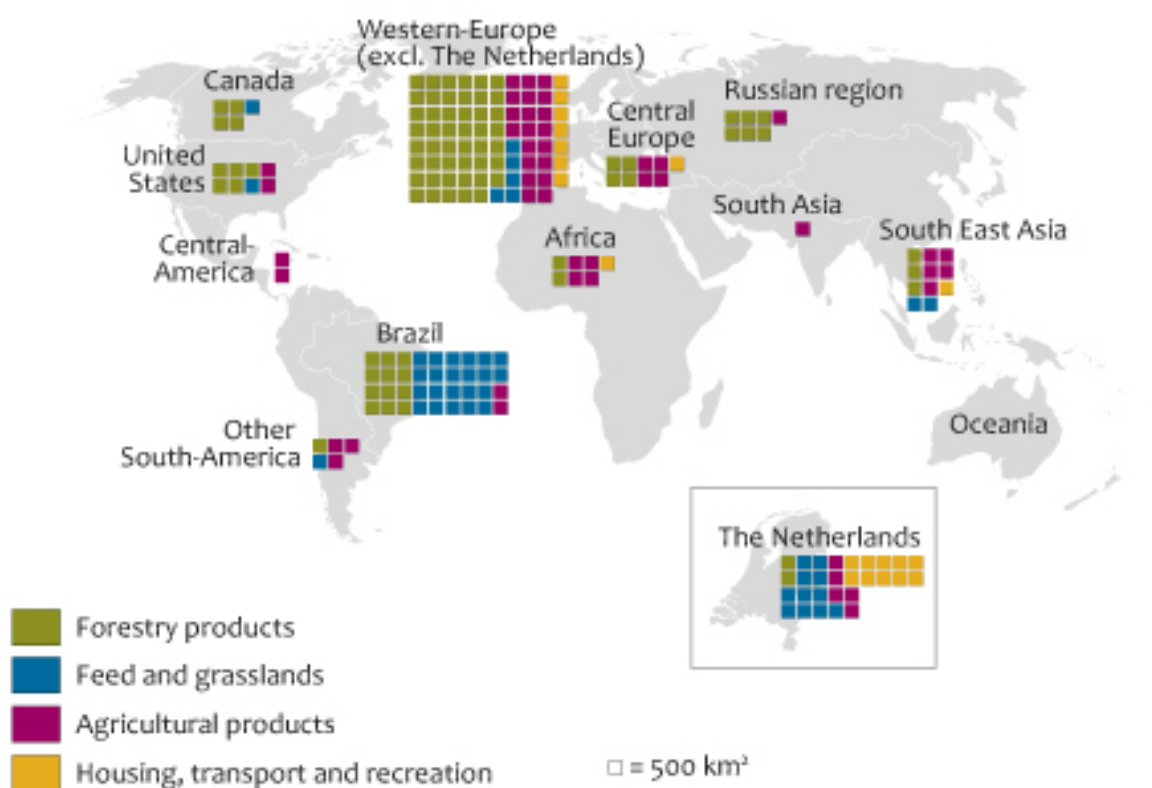 Western-Europe
(excl. The Netherlands)
Canada
Russian region
Central
Europe
United
States
South Asia
South East Asia
Central-
America
Africa
Brazil
Other
South-America
Oceania
The Netherlands
Forestry products
Feed and grasslands
Agricultural products
Housing, transport and recreation
□ = 500 km²